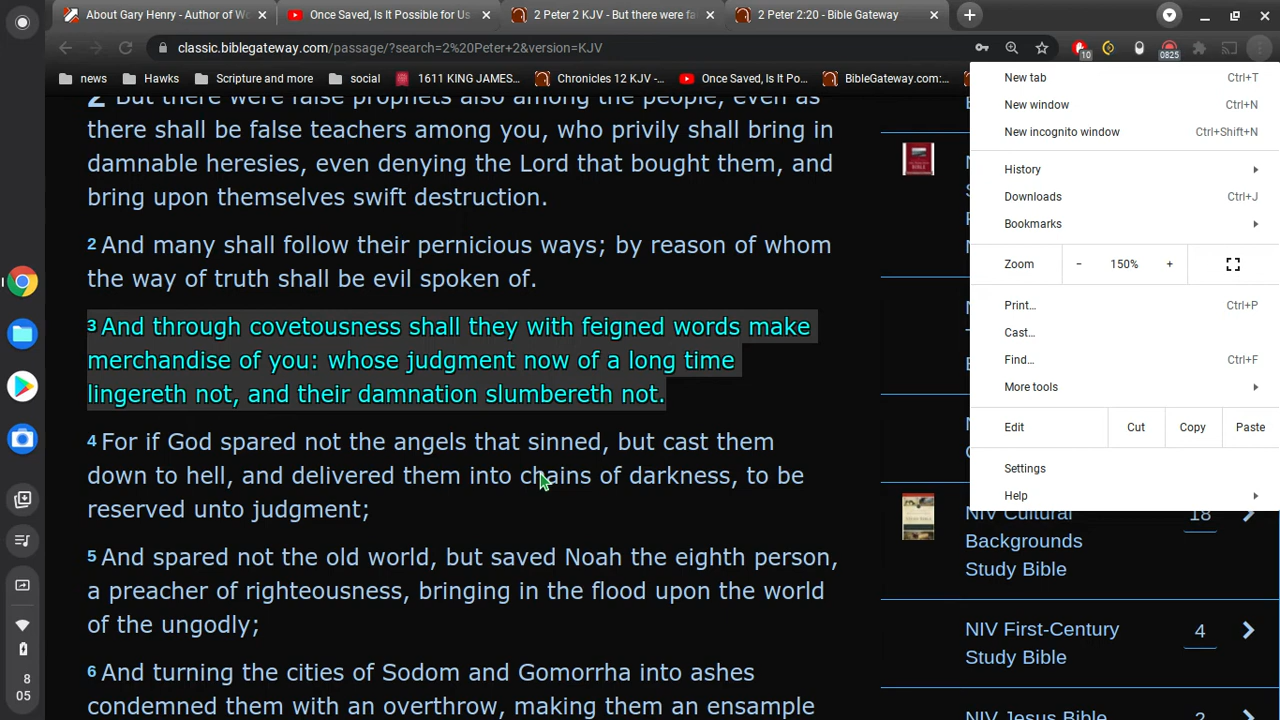 About Gary Henry - Author of Wo
Once Saved, Is It Possible for Us
2 Peter 2 KJV - But there were fa
2 Peter 2:20 - Bible Gateway
classic.biblegateway.com/passage/?search=2%20Peter+2&version=KJV
10
0825
news
Hawks
Scripture and more
social
1611 KING JAMES...
Chronicles 12 KJV -...
Once Saved, Is It Po...
BibleGateway.com:...
2 But there were false prophets also among the people, even as
there shall be false teachers among you, who privily shall bring in
damnable heresies, even denying the Lord that bought them, and
bring upon themselves swift destruction.
2 And many shall follow their pernicious ways; by reason of whom
the way of truth shall be evil spoken of.
3 And through covetousness shall they with feigned words make
merchandise of you: whose judgment now of a long time
lingereth not, and their damnation slumbereth not.
4 For if God spared not the angels that sinned, but cast them
down to hell, and delivered them into chains of darkness, to be
reserved unto judgment;
5 And spared not the old world, but saved Noah the eighth person,
a preacher of righteousness, bringing in the flood upon the world
of the ungodly;
6 And turning the cities of Sodom and Gomorrha into ashes
condemned them with an overthrow, making them an ensample
New tab Ctrl+T
New window Ctrl+N
New incognito window Ctrl+Shift+N
History
Downloads Ctrl+J
Bookmarks
Zoom - 150% +
Print... Ctrl+P
Cast...
Find... Ctrl+F
More tools
Edit Cut Copy Paste
Settings
Help
NIV Cultural
Backgrounds
Study Bible
18
NIV First-Century
Study Bible
4
NIV Jesus Bible
2
8
05